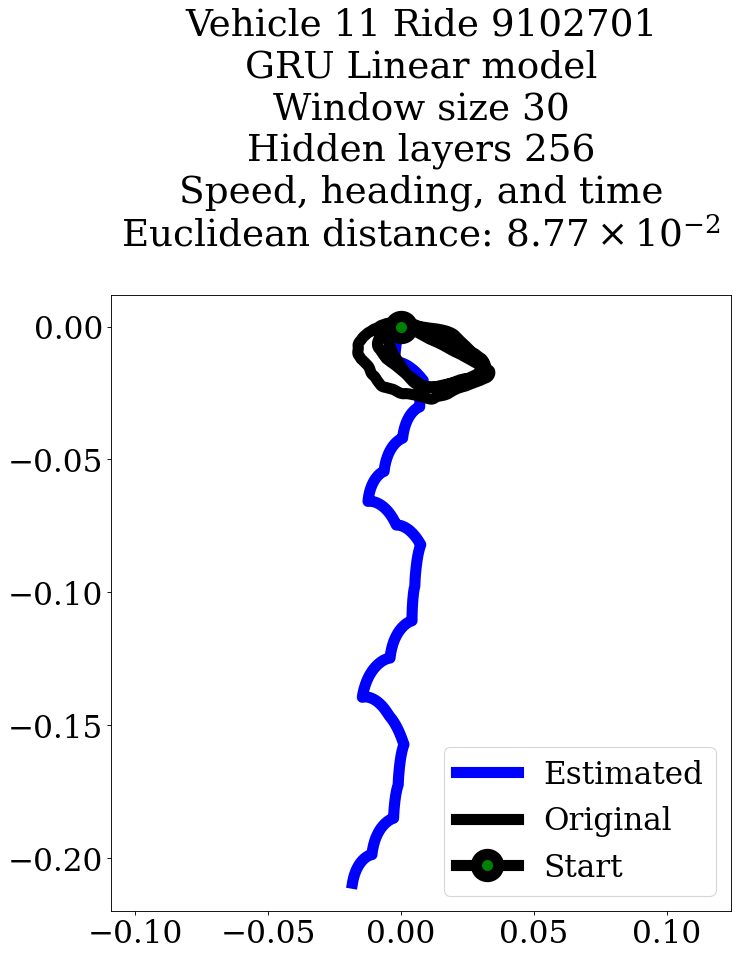 Vehicle 11 Ride 9102701
GRU Linear model
Window size 30
Hidden layers 256
Speed, heading, and time
Euclidean distance: 8.77 × 10⁻²
0.00
−0.05
−0.10
−0.15
−0.20
Estimated
Original
Start
−0.10 −0.05 0.00 0.05 0.10